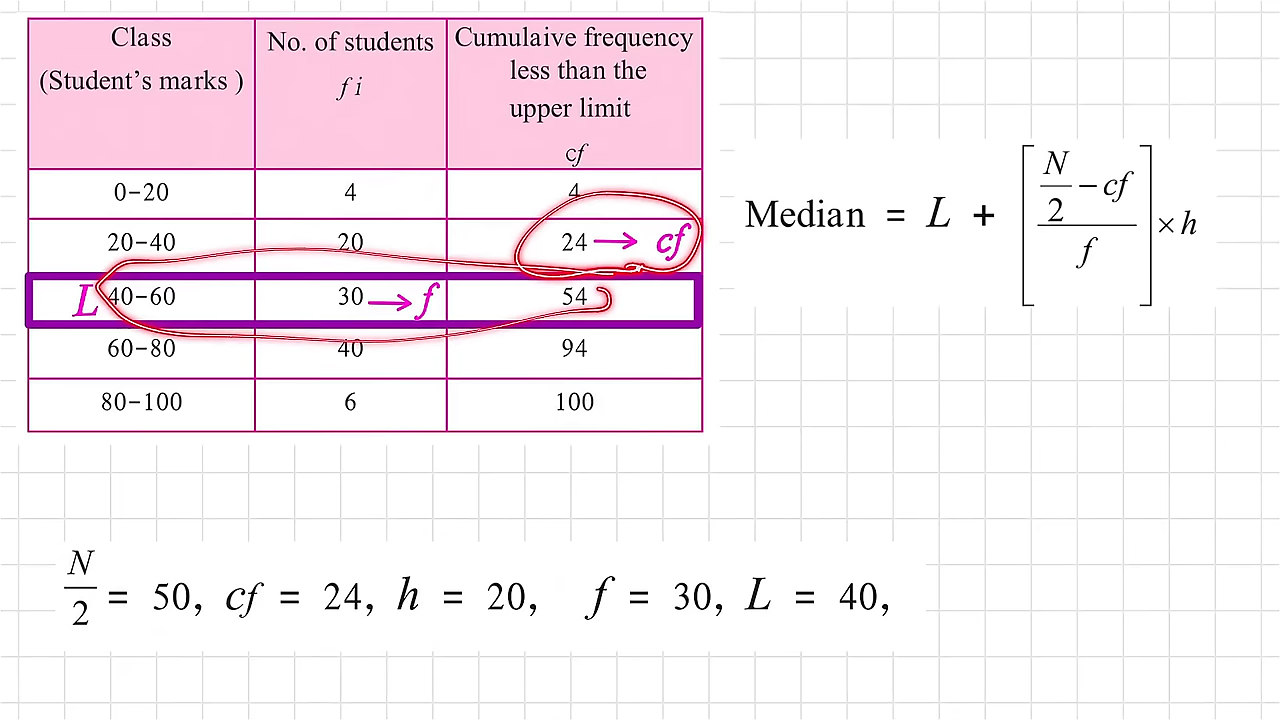 Class
(Student's marks )
No. of students
f i
Cumulaive frequency
less than the
upper limit
cf
0-20 4 4
20-40 20 24 → cf
L 40-60 30 → f 54
60-80 40 94
80-100 6 100
Median = L + [ (N/2 - cf) / f ] × h
N/2 = 50, cf = 24, h = 20, f = 30, L = 40,